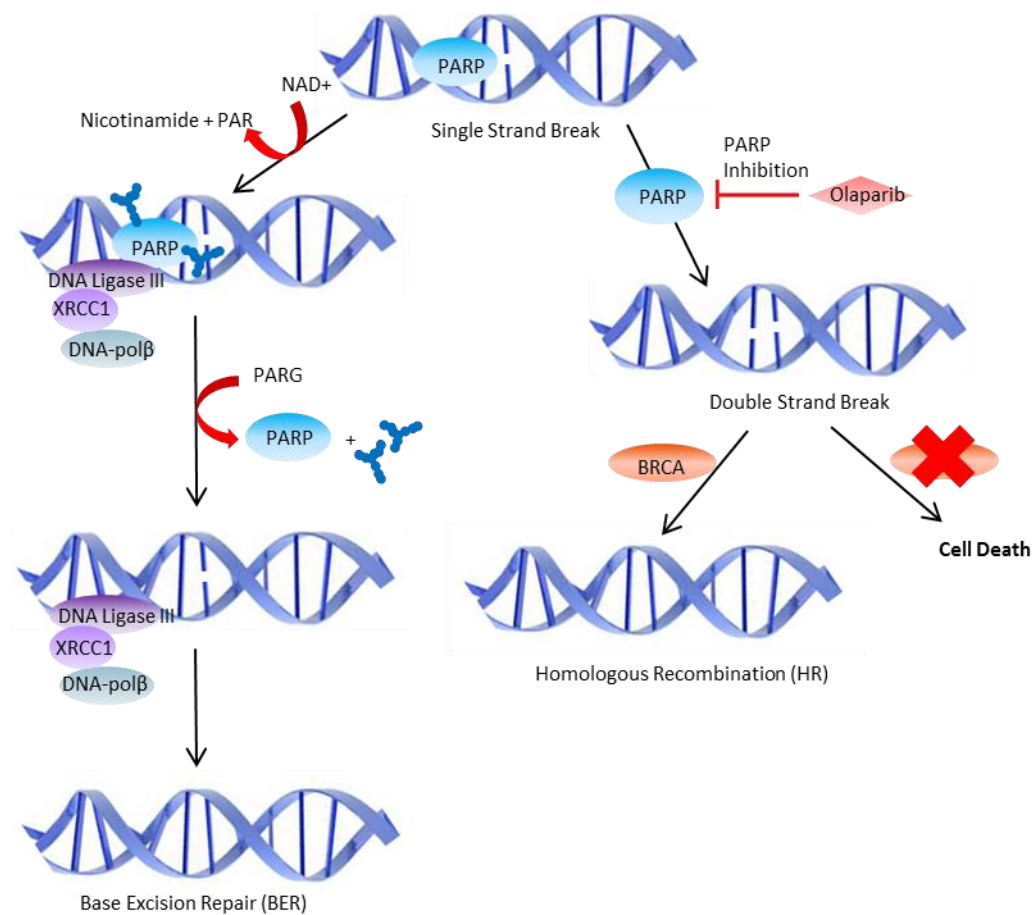 PARP
NAD+
Nicotinamide + PAR
Single Strand Break
PARP
Inhibition
PARP
Olaparib
PARP
DNA Ligase III
XRCC1
DNA-polβ
PARG
PARP
+
Double Strand Break
BRCA
Cell Death
DNA Ligase III
XRCC1
DNA-polβ
Homologous Recombination (HR)
Base Excision Repair (BER)